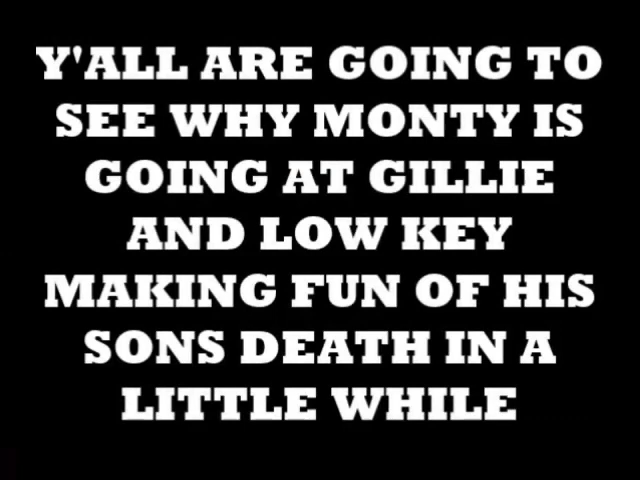 Y'ALL ARE GOING TO
SEE WHY MONTY IS
GOING AT GILLIE
AND LOW KEY
MAKING FUN OF HIS
SONS DEATH IN A
LITTLE WHILE